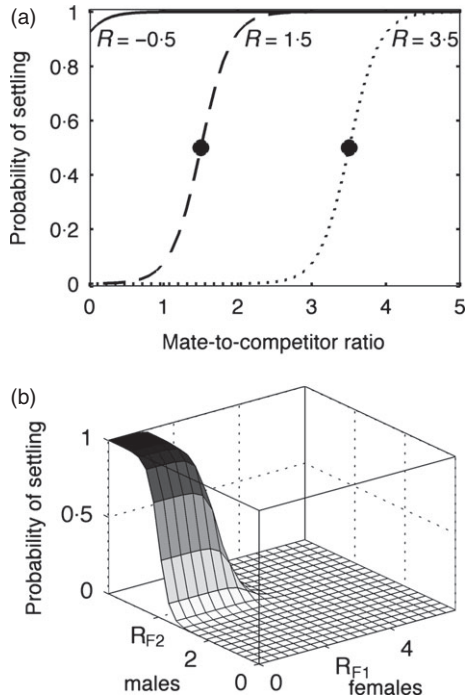 (a)
1
R = −0·5
R = 1·5
R = 3·5
0·8
0·6
0·4
0·2
0
0 1 2 3 4 5
Probability of settling
Mate-to-competitor ratio
(b)
1
0·5
0
Probability of settling
R_F2
2
0
males
0
R_F1
4
females